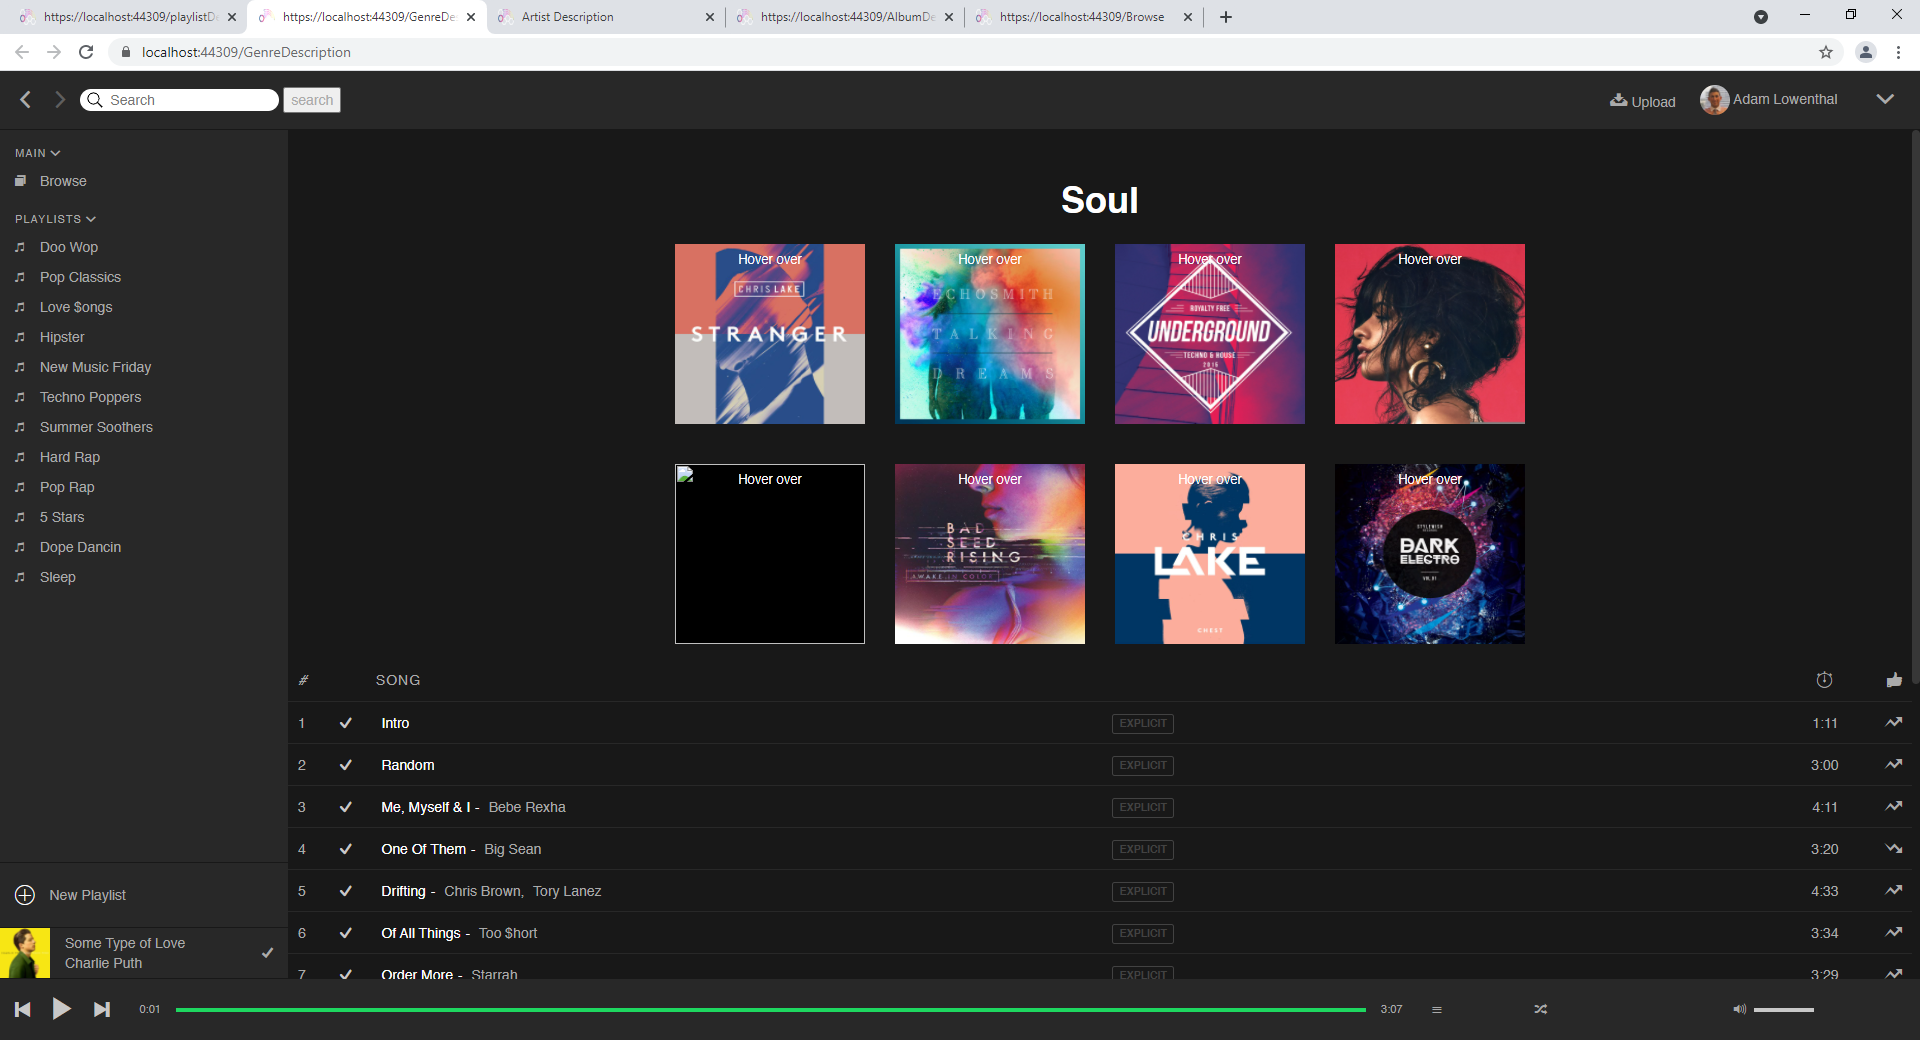 https://localhost:44309/playlistDe
https://localhost:44309/GenreDes
Artist Description
https://localhost:44309/AlbumDe
https://localhost:44309/Browse
localhost:44309/GenreDescription
Search
search
Upload
Adam Lowenthal
MAIN
Browse
PLAYLISTS
Doo Wop
Pop Classics
Love $ongs
Hipster
New Music Friday
Techno Poppers
Summer Soothers
Hard Rap
Pop Rap
5 Stars
Dope Dancin
Sleep
New Playlist
Some Type of Love
Charlie Puth
Soul
Hover over
CHRIS LAKE
STRANGER
Hover over
ECHOSMITH
TALKING
DREAMS
Hover over
ROYALTY FREE
UNDERGROUND
TECHNO & HOUSE
2016
Hover over
Hover over
Hover over
BAD
SEED
RISING
AWAKE IN COLOR
Hover over
CHRIS
LAKE
CHEST
Hover over
DARK
ELECTRO
VOL.01
# SONG
1 Intro EXPLICIT 1:11
2 Random EXPLICIT 3:00
3 Me, Myself & I - Bebe Rexha EXPLICIT 4:11
4 One Of Them - Big Sean EXPLICIT 3:20
5 Drifting - Chris Brown, Tory Lanez EXPLICIT 4:33
6 Of All Things - Too $hort EXPLICIT 3:34
7 Order More - Starrah EXPLICIT 3:29
0:01
3:07